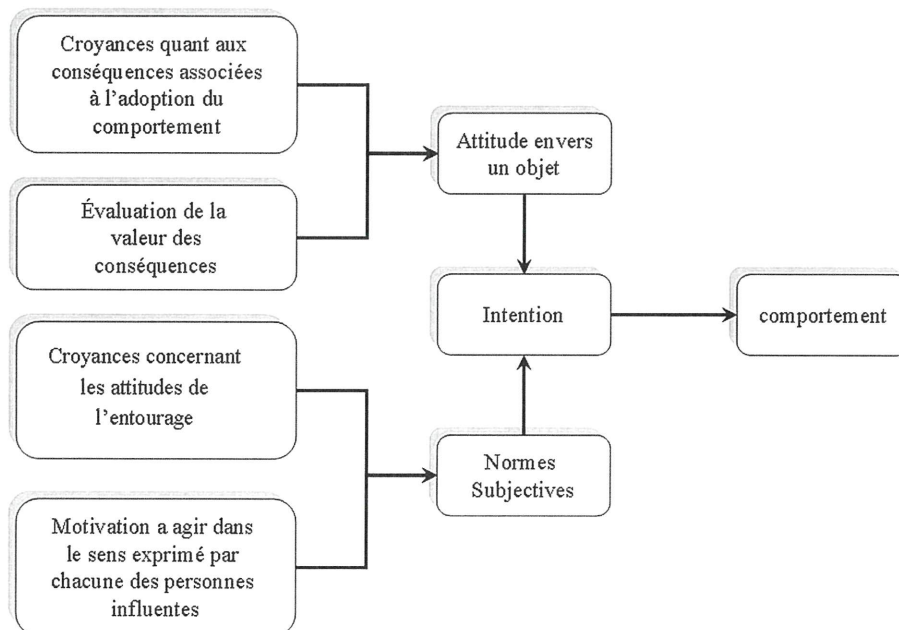 Croyances quant aux
conséquences associées
à l'adoption du
comportement
Évaluation de la
valeur des
conséquences
Croyances concernant
les attitudes de
l'entourage
Motivation a agir dans
le sens exprimé par
chacune des personnes
influentes
Attitude envers
un objet
Intention
Normes
Subjectives
comportement